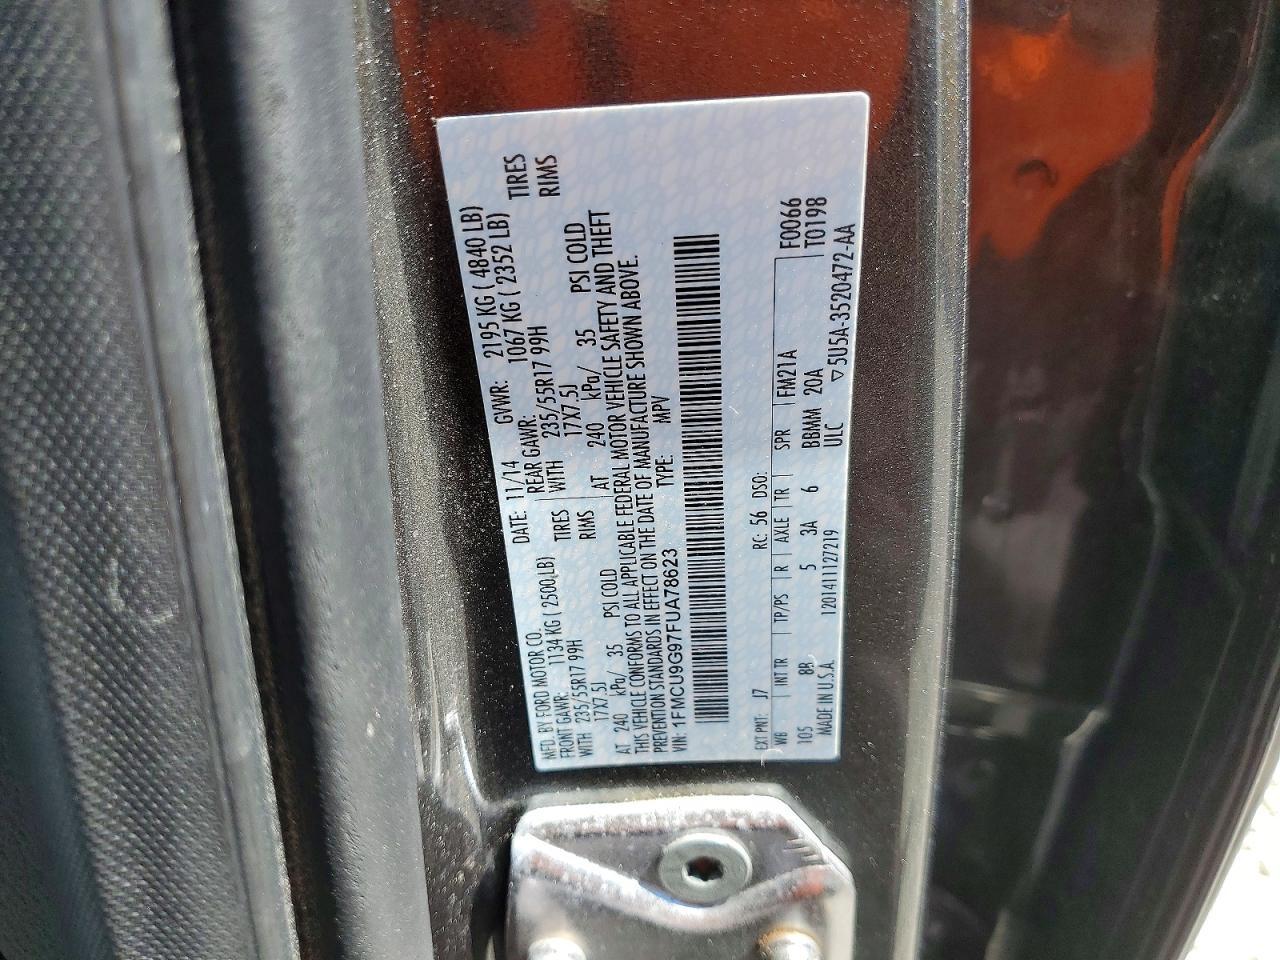 MFD. BY FORD MOTOR CO.
DATE: 11/14 GVWR: 2195 KG ( 4840 LB)
FRONT GAWR: 1134 KG ( 2500 LB) REAR GAWR: 1067 KG ( 2352 LB)
WITH 235/55R17 99H TIRES WITH 235/55R17 99H TIRES
17X7.5J RIMS 17X7.5J RIMS
AT 240 kPa/ 35 PSI COLD AT 240 kPa/ 35 PSI COLD
THIS VEHICLE CONFORMS TO ALL APPLICABLE FEDERAL MOTOR VEHICLE SAFETY AND THEFT
PREVENTION STANDARDS IN EFFECT ON THE DATE OF MANUFACTURE SHOWN ABOVE.
VIN: 1FMCU9G97FUA78623 TYPE: MPV
F0066
T0198
EXT PNT: J7 RC: 56 DSO:
WB INT TR TP/PS R AXLE TR SPR FM21A
105 8B 5 3A 6 BBMM 20A
MADE IN U.S.A. 1201411127219 ULC ▽5U5A-3520472-AA